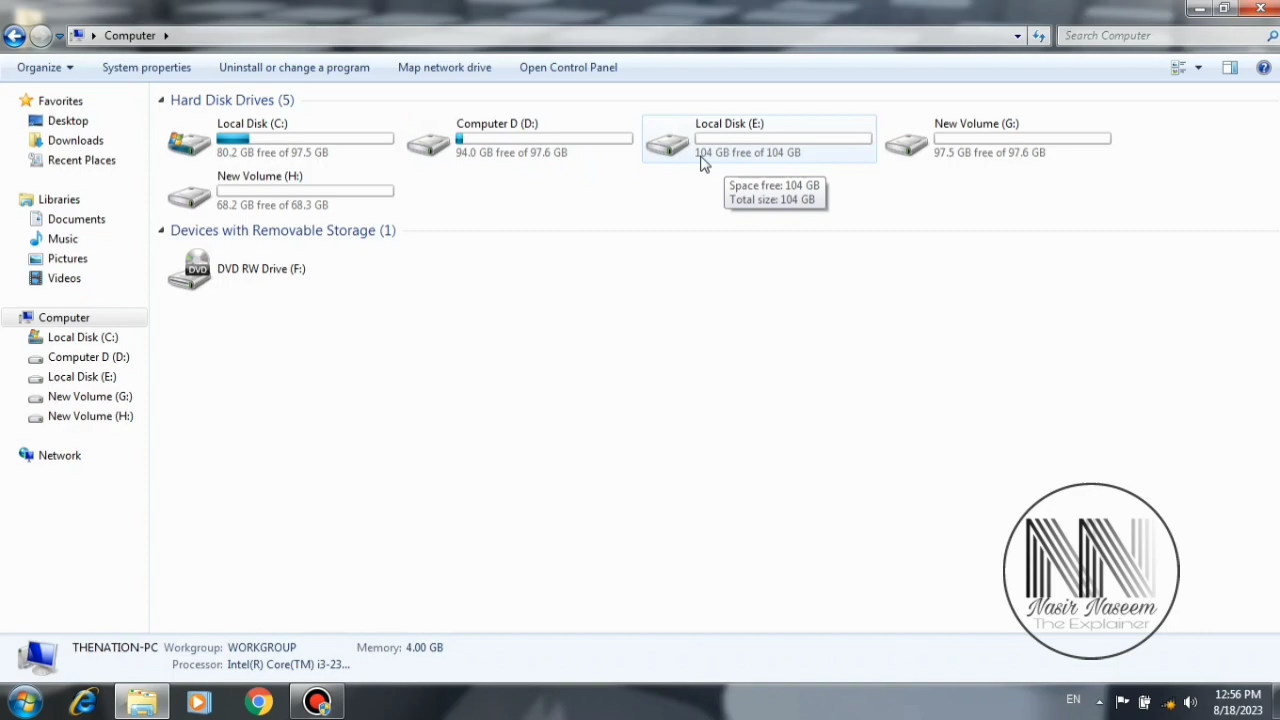 Computer
Search Computer
Organize
System properties
Uninstall or change a program
Map network drive
Open Control Panel
Favorites
Desktop
Downloads
Recent Places
Libraries
Documents
Music
Pictures
Videos
Computer
Local Disk (C:)
Computer D (D:)
Local Disk (E:)
New Volume (G:)
New Volume (H:)
Network
Hard Disk Drives (5)
Local Disk (C:)
80.2 GB free of 97.5 GB
Computer D (D:)
94.0 GB free of 97.6 GB
Local Disk (E:)
104 GB free of 104 GB
New Volume (G:)
97.5 GB free of 97.6 GB
Space free: 104 GB
Total size: 104 GB
New Volume (H:)
68.2 GB free of 68.3 GB
Devices with Removable Storage (1)
DVD
DVD RW Drive (F:)
NN
Nasir Naseem
The Explainer
THENATION-PC
Workgroup: WORKGROUP
Memory: 4.00 GB
Processor: Intel(R) Core(TM) i3-23...
EN
12:56 PM
8/18/2023